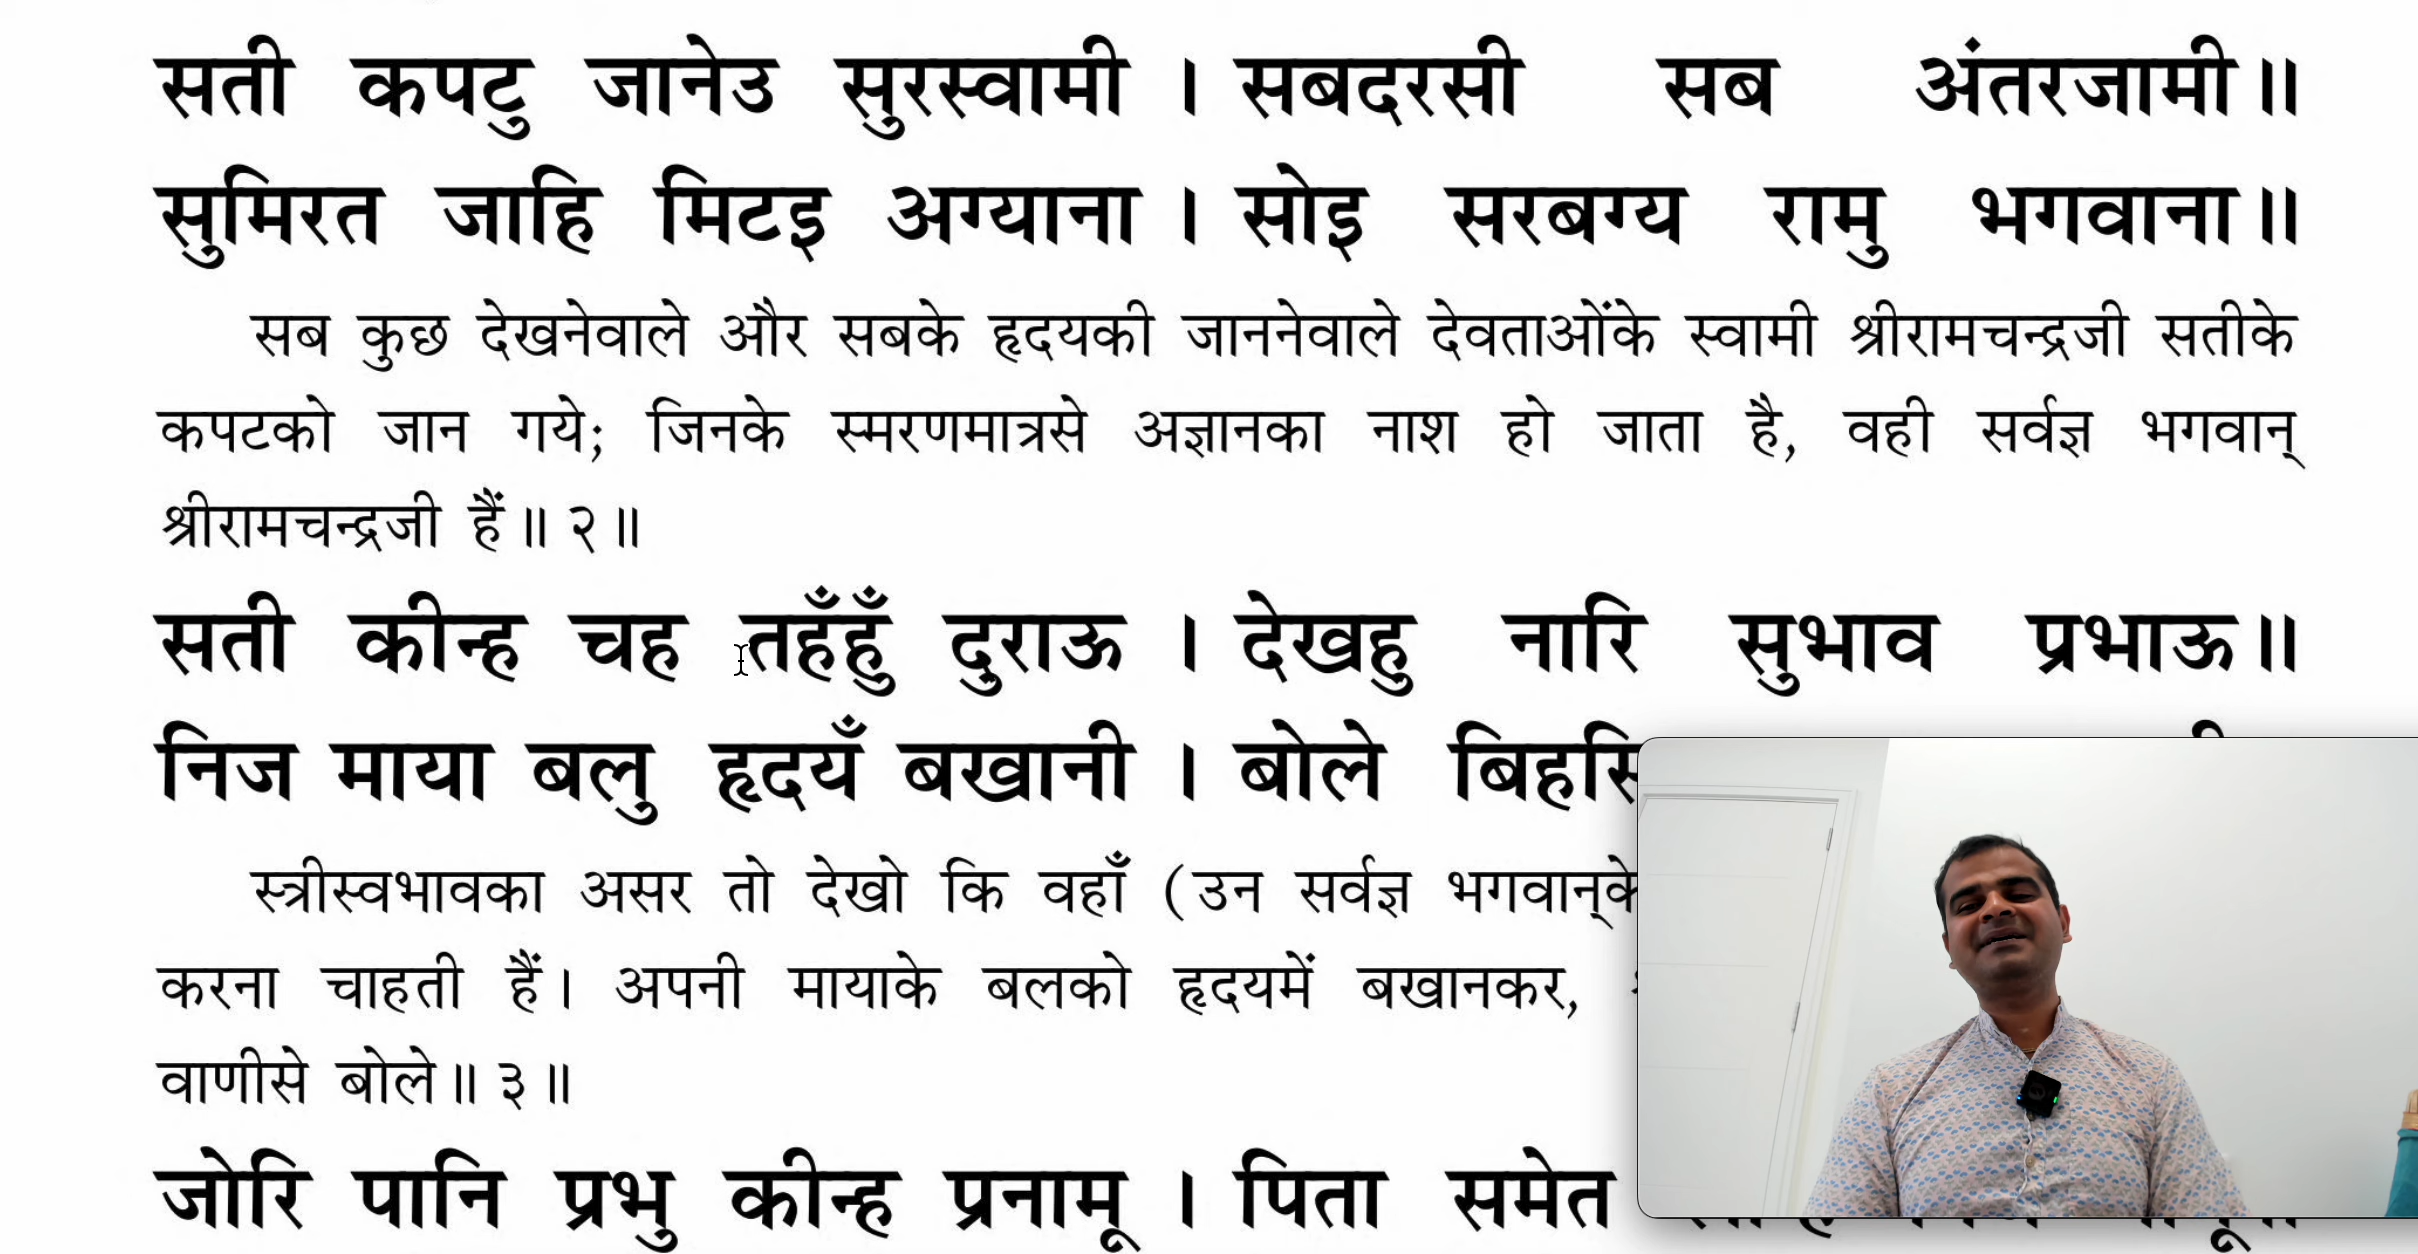 सती कपटु जानेउ सुरस्वामी । सबदरसी सब अंतरजामी ॥
सुमिरत जाहि मिटइ अग्याना । सोइ सरबग्य रामु भगवाना ॥
सब कुछ देखनेवाले और सबके हृदयकी जाननेवाले देवताओंके स्वामी श्रीरामचन्द्रजी सतीके
कपटको जान गये; जिनके स्मरणमात्रसे अज्ञानका नाश हो जाता है, वही सर्वज्ञ भगवान्
श्रीरामचन्द्रजी हैं ॥ २ ॥
सती कीन्ह चह तहँहुँ दुराऊ । देखहु नारि सुभाव प्रभाऊ ॥
निज माया बलु हृदयँ बखानी । बोले
स्त्रीस्वभावका असर तो देखो कि वहाँ (उन सर्वज्ञ भगवान्के
करना चाहती हैं। अपनी मायाके बलको हृदयमें बखानकर,
वाणीसे बोले ॥ ३ ॥
जोरि पानि प्रभु कीन्ह प्रनामू । पिता समेत